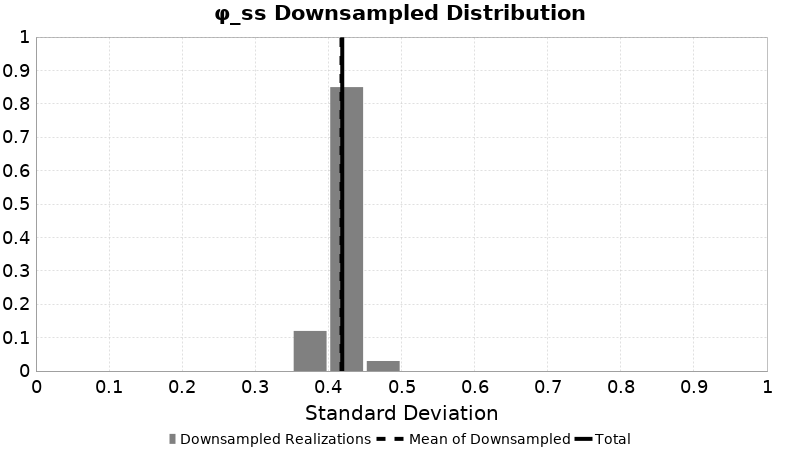 φ_ss Downsampled Distribution
1
0.9
0.8
0.7
0.6
0.5
0.4
0.3
0.2
0.1
0
0 0.1 0.2 0.3 0.4 0.5 0.6 0.7 0.8 0.9 1
Standard Deviation
Downsampled Realizations Mean of Downsampled Total